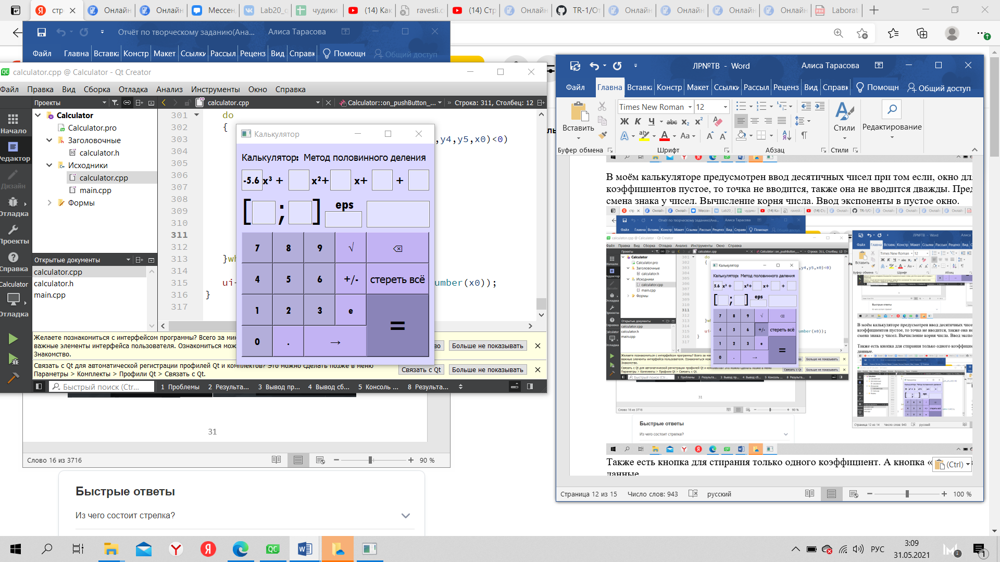 стр
Онлайн
Онлайн
Мессен
Lab20_o
чудики
(14) Как
ravesli.c
(14) Стр
Онлайн
TR-1/От
Онлайн
Онлайн
Онлайн
Онлайн
Laborat
Отчёт по творческому заданию(Ана...
Алиса Тарасова
Файл Главна Вставка Констр Макет Ссылки Рассыл Реценз Вид Справк Помощн Общий доступ
calculator.cpp @ Calculator - Qt Creator
Файл Правка Вид Сборка Отладка Анализ Инструменты Окно Справка
Проекты
calculator.cpp
Calculator::on_pushButton_...
Строка: 311, Столбец: 12
Начало
Редактор
Дизайн
Отладка
Проекты
Справка
Calculator
Отладка
Calculator
Calculator.pro
Заголовочные
calculator.h
Исходники
calculator.cpp
main.cpp
Формы
Открытые документы
calculator.cpp
calculator.h
main.cpp
301 do
302 {
303 ,y4,y5,x0)<0)
304
305
306
307
308
309
310
311
312
313 }wh
314
315 ui- umber(x0));
316 }
317
Калькулятор
Калькулятор: Метод половинного деления
-5.6 x³ + x²+ x+ +
[ ; ] eps
7 8 9 √ ⌫
4 5 6 +/- стереть всё
1 2 3 e =
0 . →
Желаете познакомиться с интерфейсом программы? Всего за мин
важные элементы интерфейса пользователя. Ознакомиться мож
Знакомство.
во
Больше не показывать
Связать с Qt для автоматической регистрации профилей Qt и комплектов? Это можно сделать позже в меню
Параметры > Комплекты > Профили Qt > Связать с Qt.
Связать с Qt
Больше не показывать
Быстрый поиск (Ctr...
1 Проблемы 2 Результа... 3 Вывод пр... 4 Вывод сб... 5 Консоль ... 8 Результа...
31
Слово 16 из 3716
90 %
Быстрые ответы
Из чего состоит стрелка?
ЛР№ТВ - Word
Алиса Тарасова
Файл Главна Вставка Констр Макет Ссылки Рассыл Реценз Вид Справк Помощн Общий доступ
Вставить
Times New Roman 12
Ж К Ч abc x₂ x²
Стили
Редактирование
Буфер обмена Шрифт Абзац Стили
В моём калькуляторе предусмотрен ввод десятичных чисел при том если, окно дл
коэффициентов пустое, то точка не вводится, также она не вводится дважды. Пред
смена знака у чисел. Вычисление корня числа. Ввод экспоненты в пустое окно.
Также есть кнопка для стирания только одного коэффициент. А кнопка «
данные
(Ctrl)
Страница 12 из 15 Число слов: 943 русский
100 %
РУС
3:09
31.05.2021